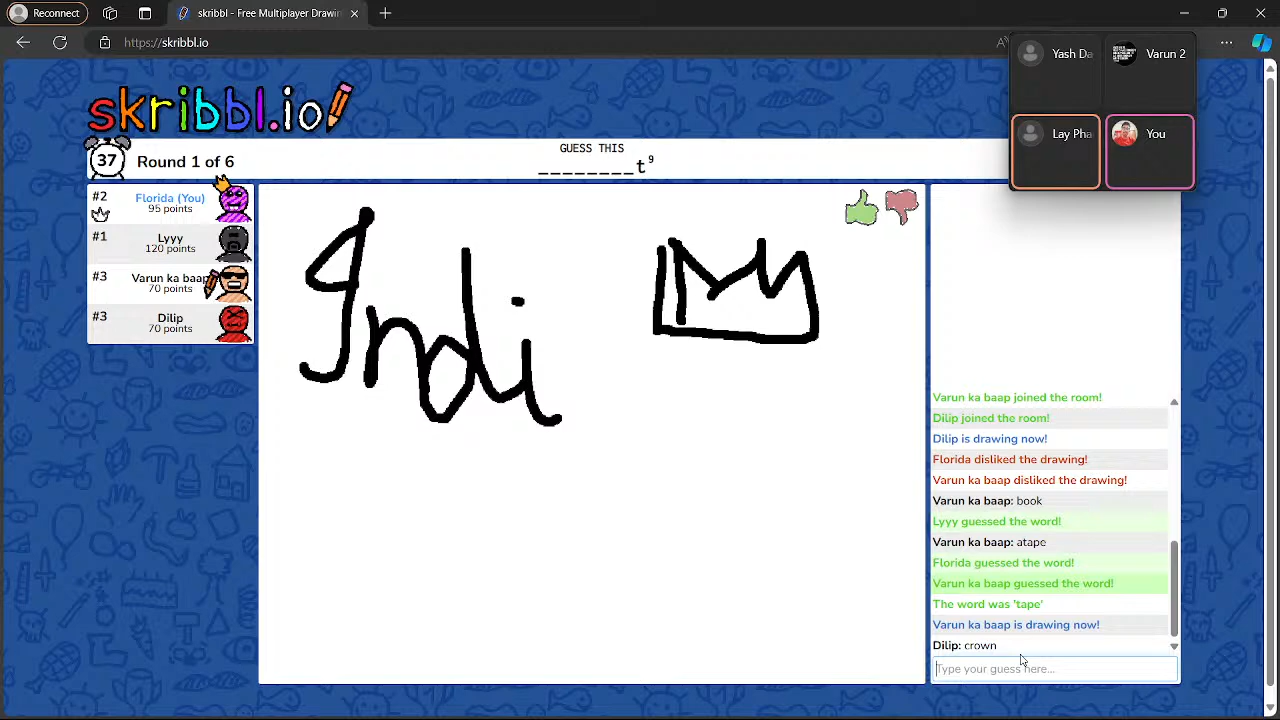 Reconnect
skribbl - Free Multiplayer Drawin
https://skribbl.io
Yash Da
Varun 2
Lay Pha
You
skribbl.io
37
Round 1 of 6
GUESS THIS
________t 9
#2
Florida (You)
95 points
#1
Lyyy
120 points
#3
Varun ka baap
70 points
#3
Dilip
70 points
Indi
Varun ka baap joined the room!
Dilip joined the room!
Dilip is drawing now!
Florida disliked the drawing!
Varun ka baap disliked the drawing!
Varun ka baap: book
Lyyy guessed the word!
Varun ka baap: atape
Florida guessed the word!
Varun ka baap guessed the word!
The word was 'tape'
Varun ka baap is drawing now!
Dilip: crown
Type your guess here...